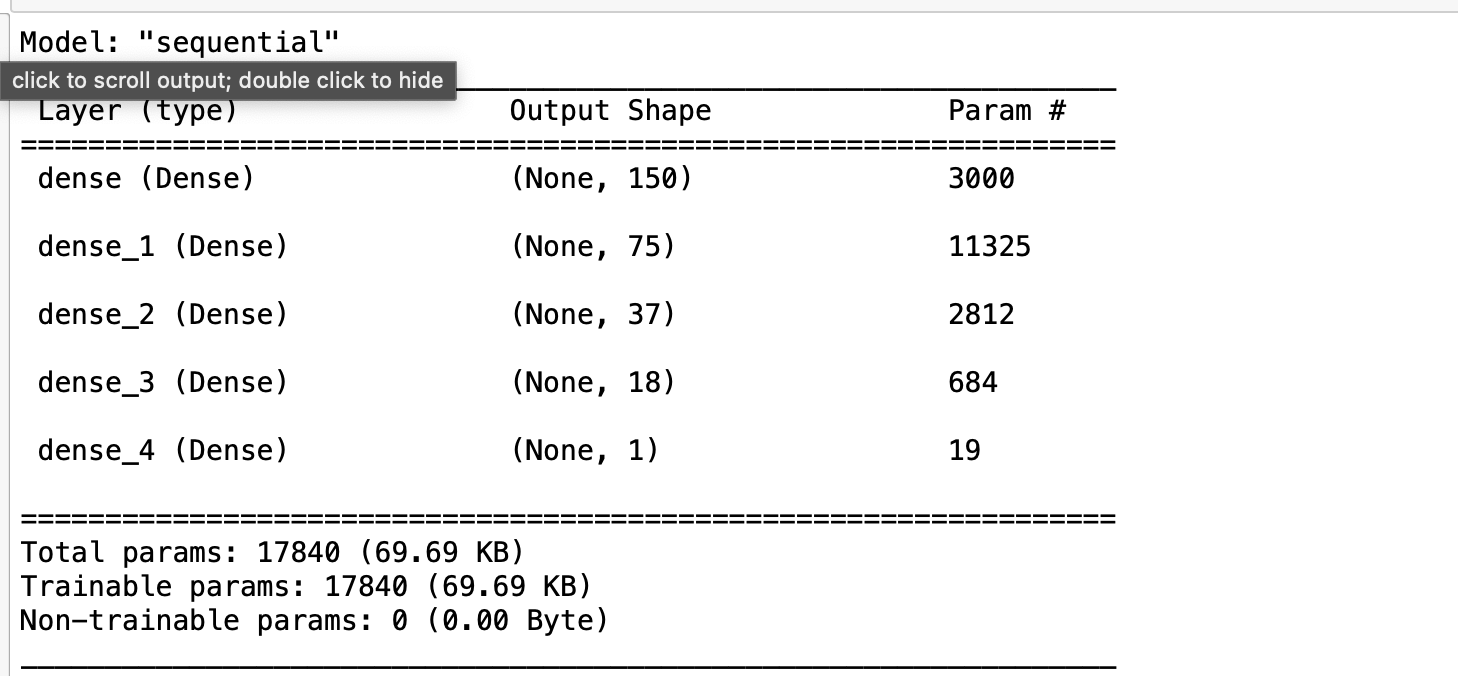 Model: "sequential"
click to scroll output; double click to hide
Layer (type) Output Shape Param #
=================================================================
dense (Dense) (None, 150) 3000
dense_1 (Dense) (None, 75) 11325
dense_2 (Dense) (None, 37) 2812
dense_3 (Dense) (None, 18) 684
dense_4 (Dense) (None, 1) 19
=================================================================
Total params: 17840 (69.69 KB)
Trainable params: 17840 (69.69 KB)
Non-trainable params: 0 (0.00 Byte)
_________________________________________________________________